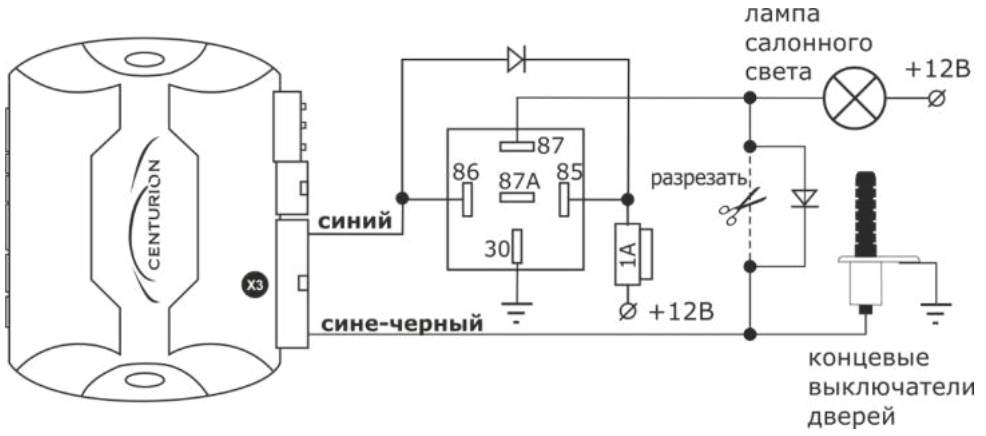 лампа
салонного
света
+12В
87
86
87А
85
разрезать
синий
30
1А
CENTURION
X3
+12В
сине-черный
концевые
выключатели
дверей